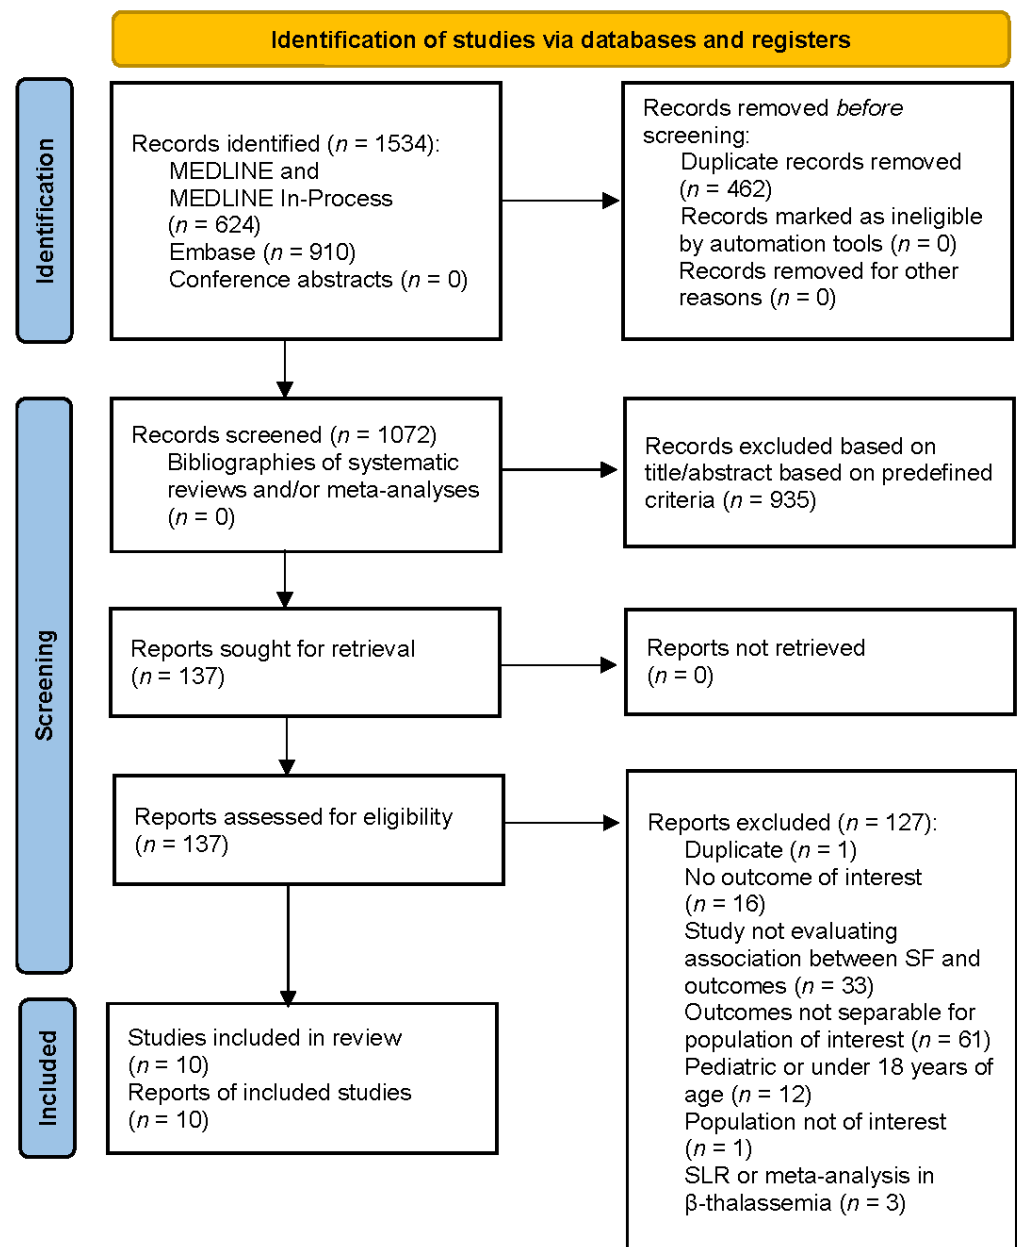 Identification of studies via databases and registers
Identification
Records identified (n = 1534):
MEDLINE and
MEDLINE In-Process
(n = 624)
Embase (n = 910)
Conference abstracts (n = 0)
Records removed before
screening:
Duplicate records removed
(n = 462)
Records marked as ineligible
by automation tools (n = 0)
Records removed for other
reasons (n = 0)
Screening
Records screened (n = 1072)
Bibliographies of systematic
reviews and/or meta-analyses
(n = 0)
Records excluded based on
title/abstract based on predefined
criteria (n = 935)
Reports sought for retrieval
(n = 137)
Reports not retrieved
(n = 0)
Reports assessed for eligibility
(n = 137)
Reports excluded (n = 127):
Duplicate (n = 1)
No outcome of interest
(n = 16)
Study not evaluating
association between SF and
outcomes (n = 33)
Outcomes not separable for
population of interest (n = 61)
Pediatric or under 18 years of
age (n = 12)
Population not of interest
(n = 1)
SLR or meta-analysis in
β-thalassemia (n = 3)
Included
Studies included in review
(n = 10)
Reports of included studies
(n = 10)